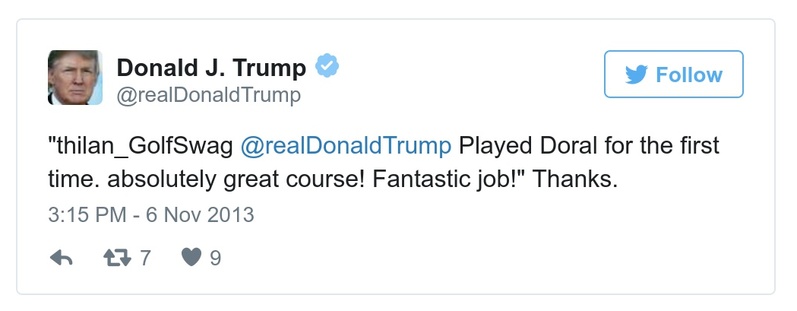 Donald J. Trump
@realDonaldTrump
Follow
"thilan_GolfSwag @realDonaldTrump Played Doral for the first
time. absolutely great course! Fantastic job!" Thanks.
3:15 PM - 6 Nov 2013
7 9